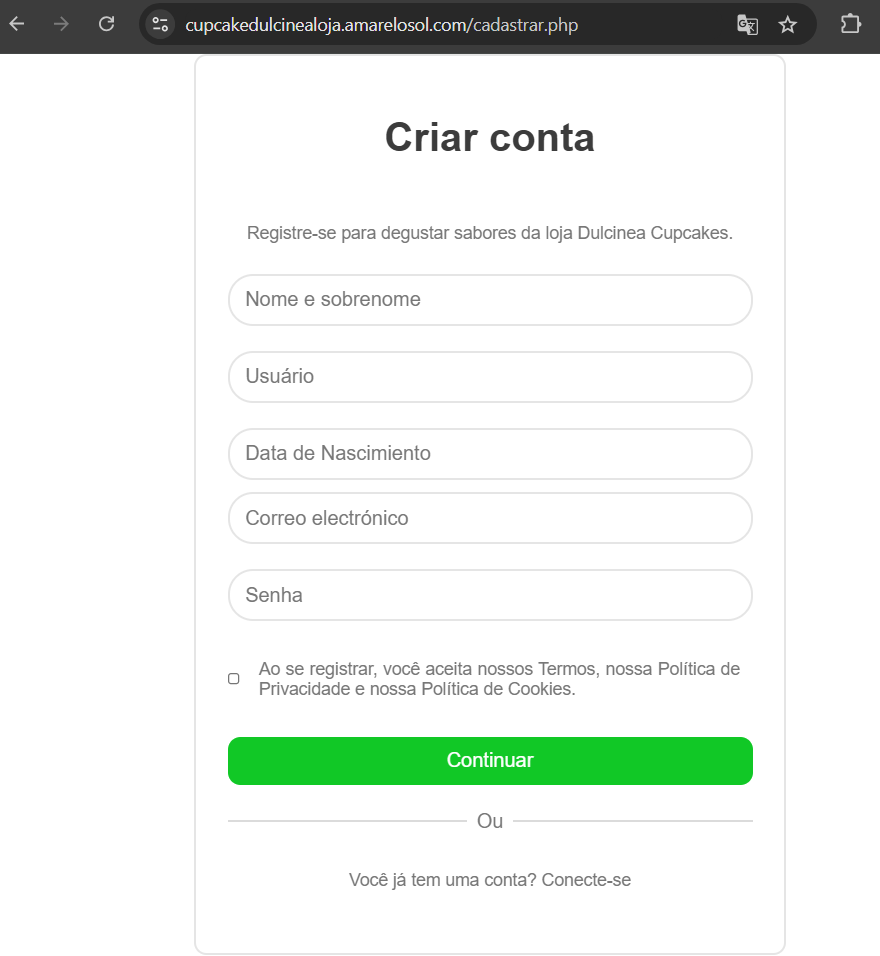 cupcakedulcinealoja.amarelosol.com/cadastrar.php
Criar conta
Registre-se para degustar sabores da loja Dulcinea Cupcakes.
Nome e sobrenome
Usuário
Data de Nascimiento
Correo electrónico
Senha
Ao se registrar, você aceita nossos Termos, nossa Política de
Privacidade e nossa Política de Cookies.
Continuar
Ou
Você já tem uma conta? Conecte-se